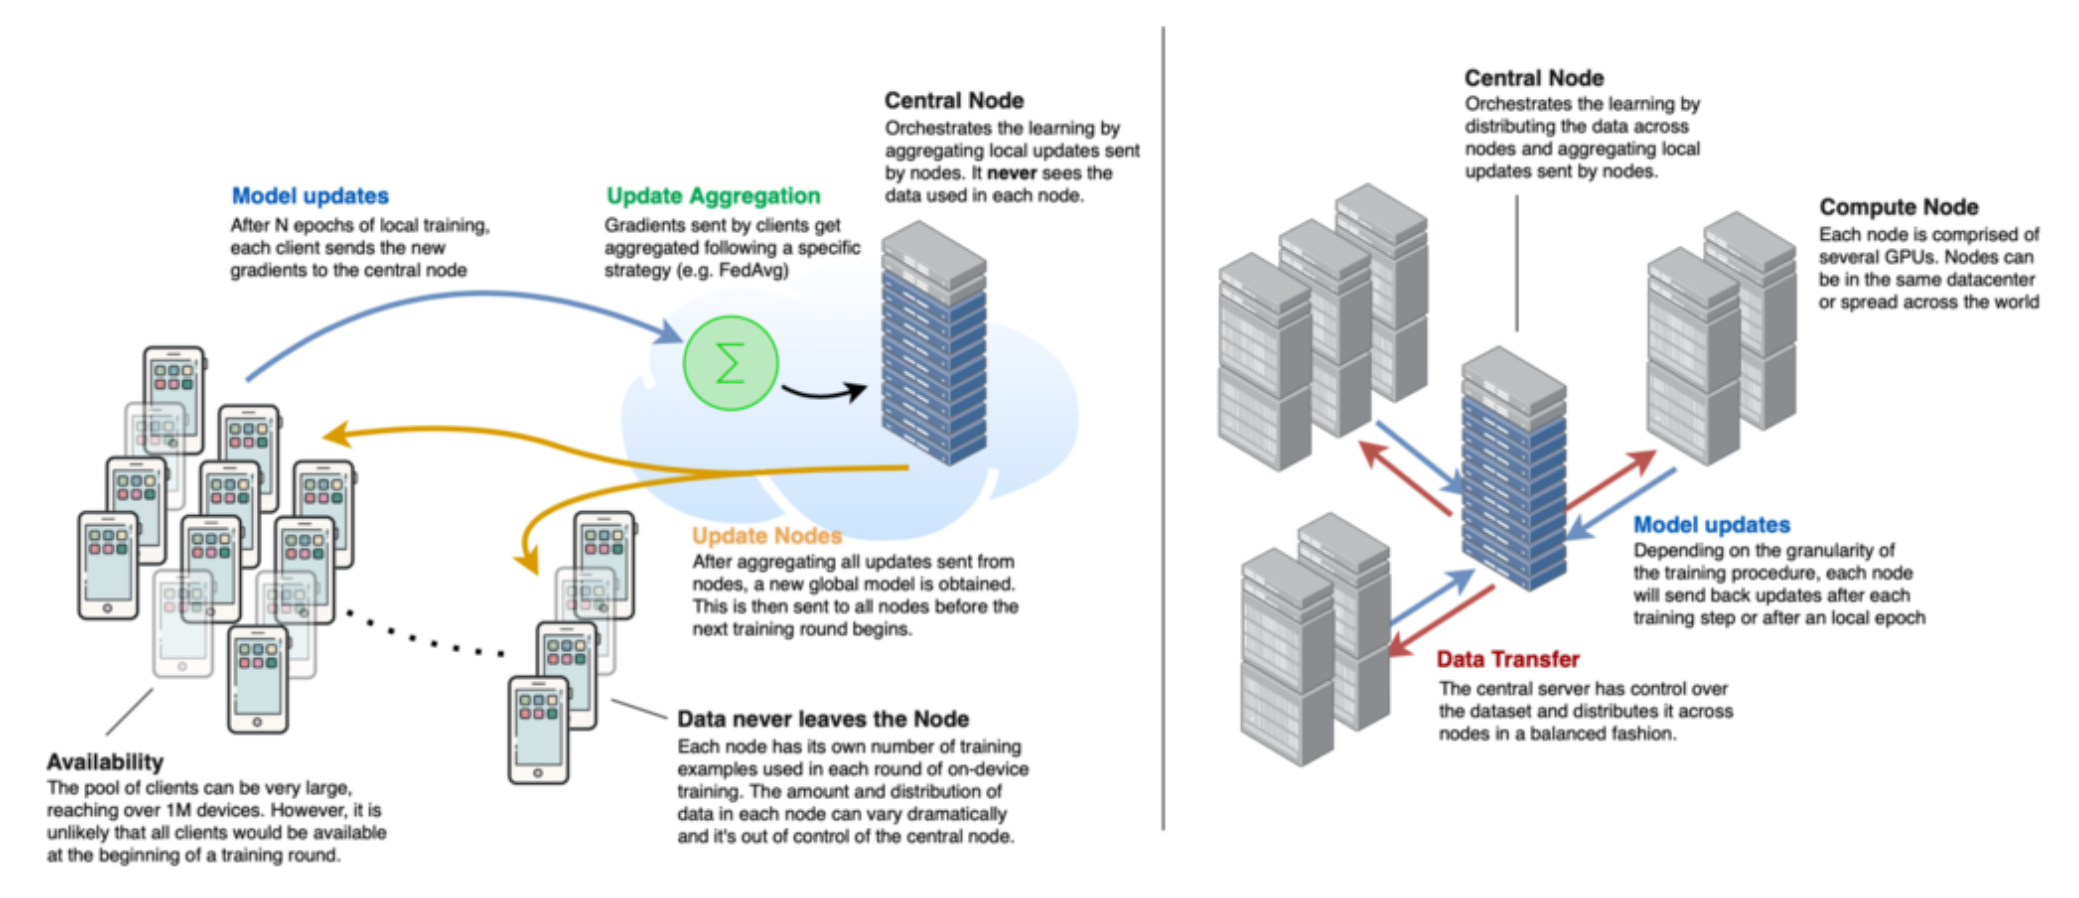 Central Node
Orchestrates the learning by
aggregating local updates sent
by nodes. It never sees the
data used in each node.
Model updates
After N epochs of local training,
each client sends the new
gradients to the central node
Update Aggregation
Gradients sent by clients get
aggregated following a specific
strategy (e.g. FedAvg)
Σ
Update Nodes
After aggregating all updates sent from
nodes, a new global model is obtained.
This is then sent to all nodes before the
next training round begins.
Data never leaves the Node
Each node has its own number of training
examples used in each round of on-device
training. The amount and distribution of
data in each node can vary dramatically
and it's out of control of the central node.
Availability
The pool of clients can be very large,
reaching over 1M devices. However, it is
unlikely that all clients would be available
at the beginning of a training round.
Central Node
Orchestrates the learning by
distributing the data across
nodes and aggregating local
updates sent by nodes.
Compute Node
Each node is comprised of
several GPUs. Nodes can
be in the same datacenter
or spread across the world
Model updates
Depending on the granularity of
the training procedure, each node
will send back updates after each
training step or after an local epoch
Data Transfer
The central server has control over
the dataset and distributes it across
nodes in a balanced fashion.